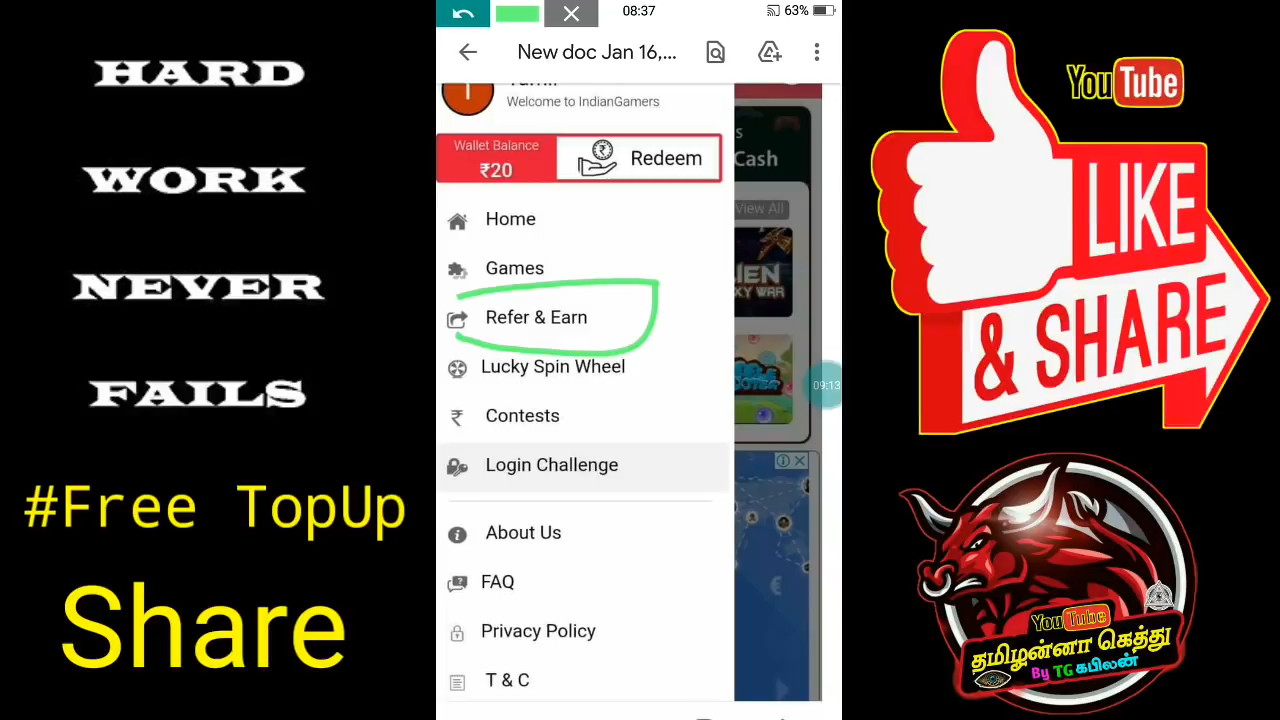 HARD
WORK
NEVER
FAILS
#Free TopUp
Share
08:37
63%
New doc Jan 16,...
Welcome to IndianGamers
Wallet Balance
₹20
Redeem
Home
Games
Refer & Earn
Lucky Spin Wheel
Contests
Login Challenge
About Us
FAQ
Privacy Policy
T & C
Cash
View All
09:13
YouTube
LIKE
& SHARE
YouTube
தமிழன்னா கெத்து
By TG கபிலன்